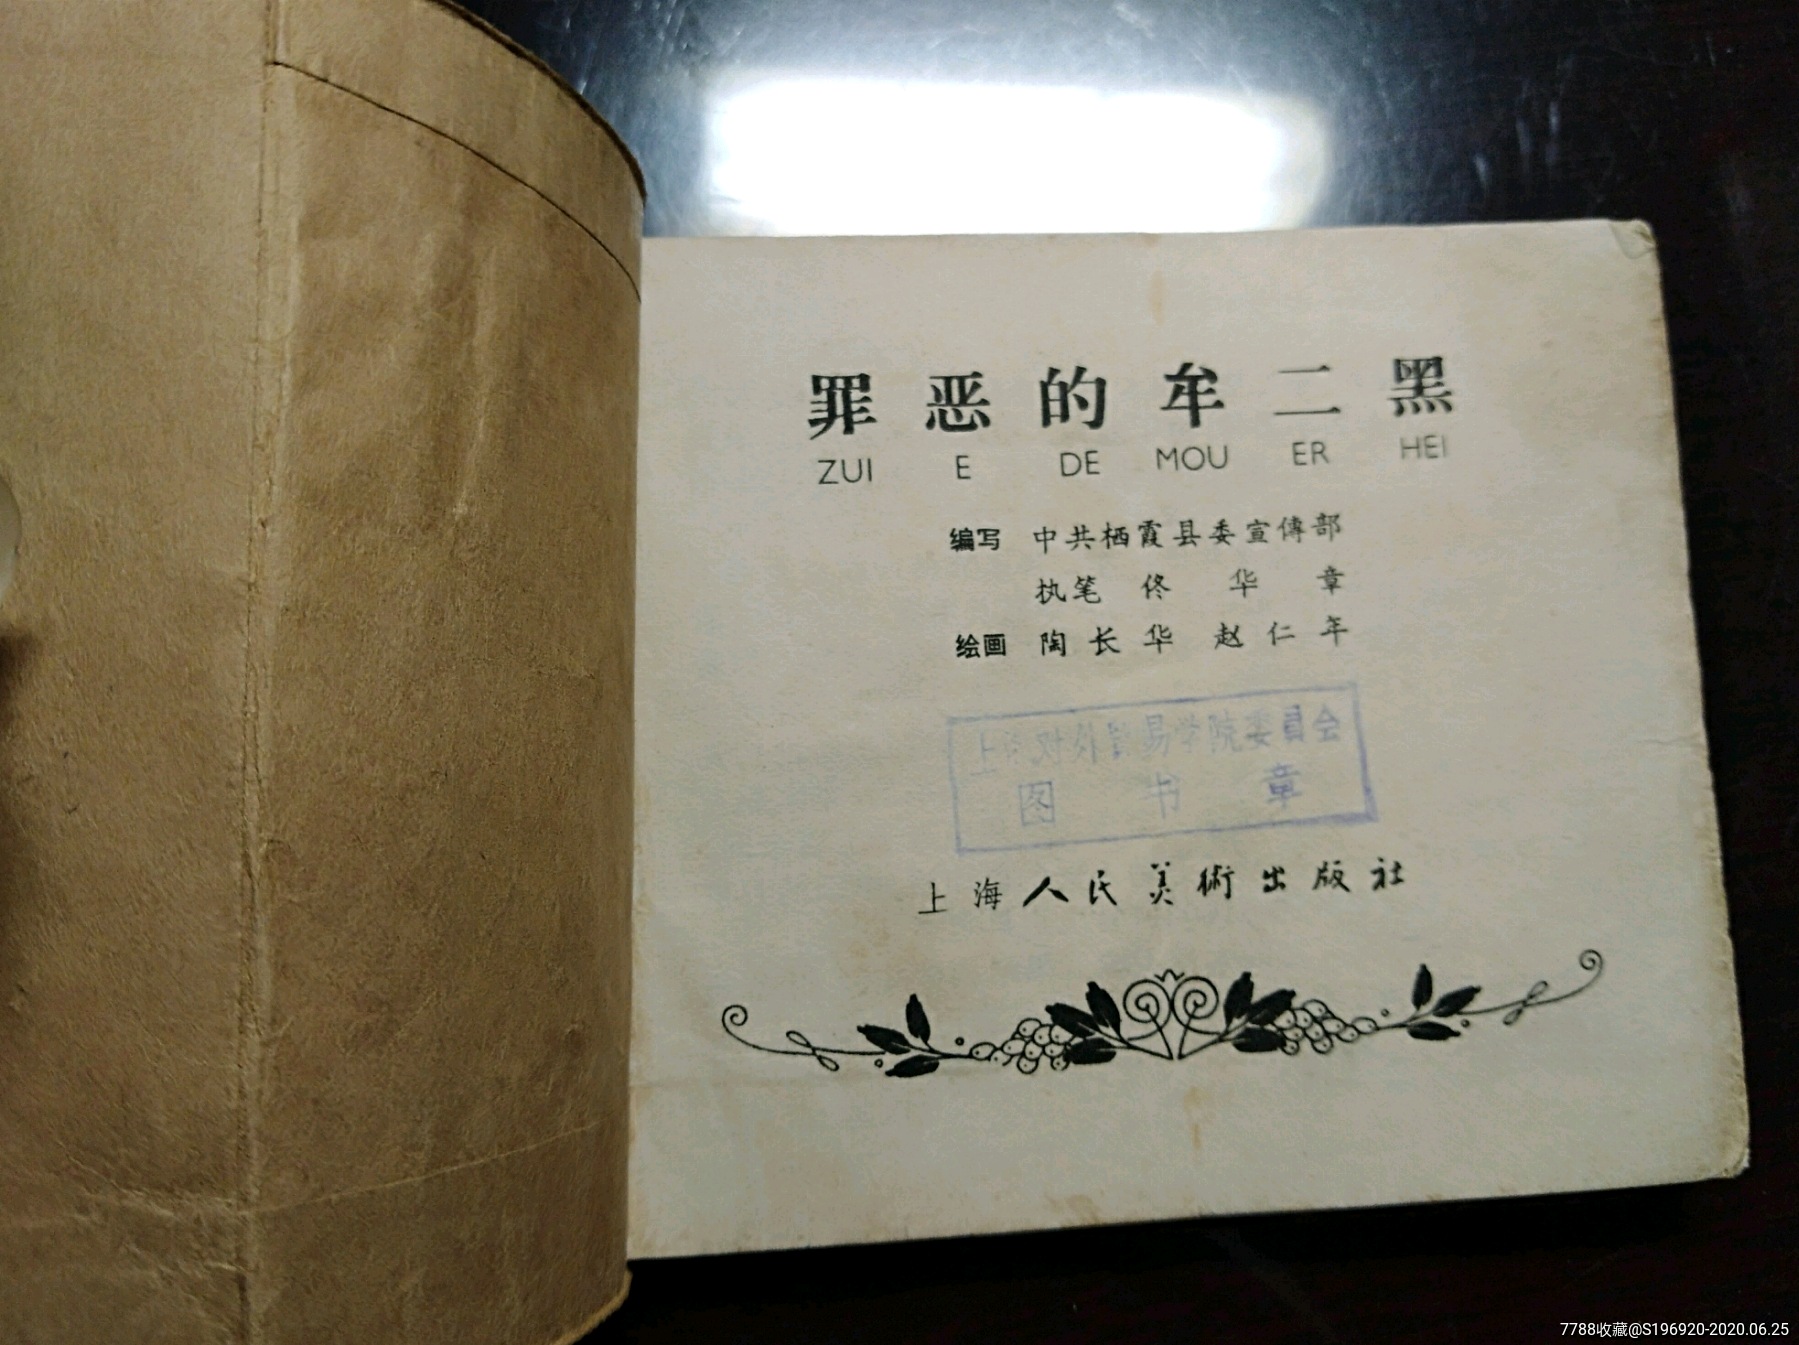 罪恶的牟二黑
ZUI E DE MOU ER HEI
编写 中共栖霞县委宣傳部
执笔 佟华章
绘画 陶长华 赵仁年
上海对外贸易学院委員会
图书章
上海人民美術出版社
7788收藏@S196920-2020.06.25